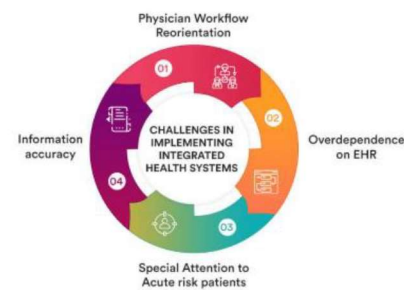 Physician Workflow
Reorientation
01
02
Overdependence
on EHR
03
Special Attention to
Acute risk patients
04
Information
accuracy
CHALLENGES IN
IMPLEMENTING
INTEGRATED
HEALTH SYSTEMS